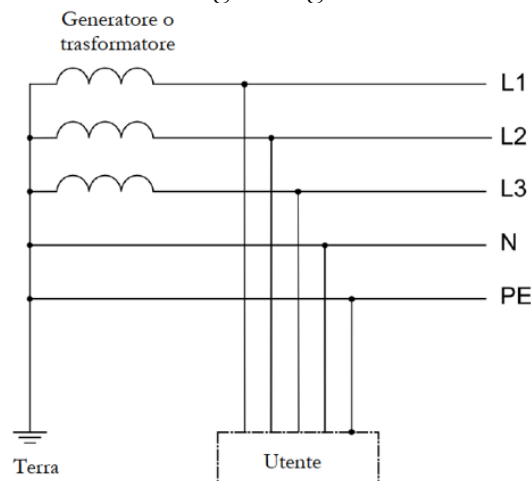 Generatore o
trasformatore
L1
L2
L3
N
PE
Terra
Utente